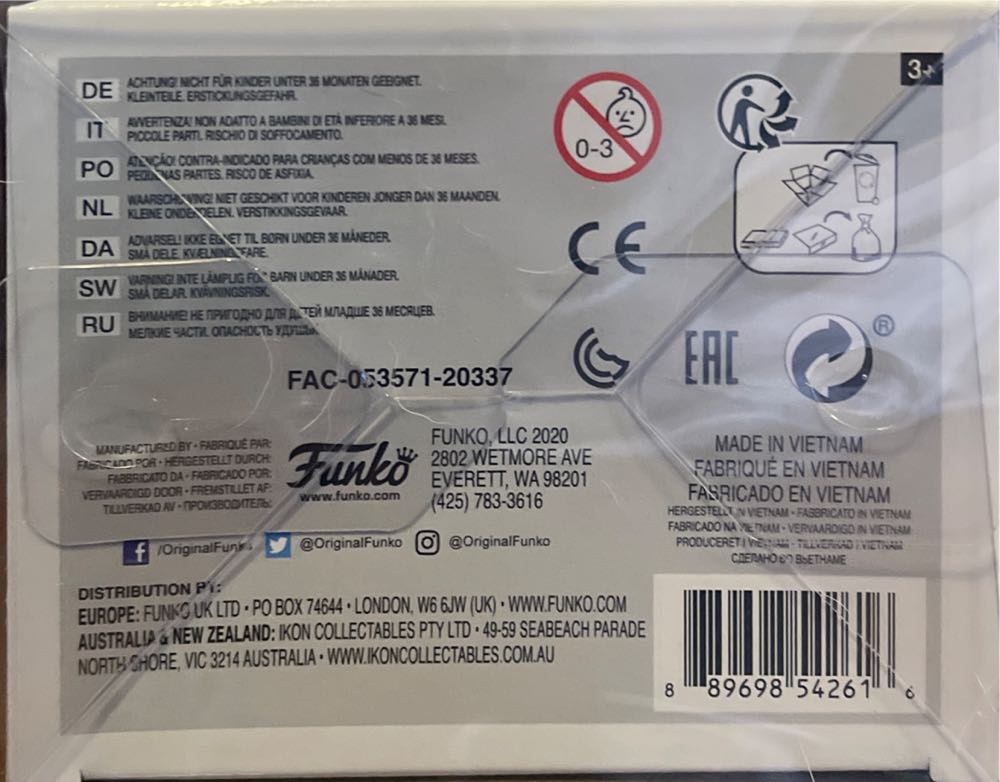 3+
DE ACHTUNG! NICHT FÜR KINDER UNTER 36 MONATEN GEEIGNET.
KLEINTEILE. ERSTICKUNGSGEFAHR.
IT AVVERTENZA! NON ADATTO A BAMBINI DI ETÀ INFERIORE A 36 MESI.
PICCOLE PARTI. RISCHIO DI SOFFOCAMENTO.
PO ATENÇÃO! CONTRA-INDICADO PARA CRIANÇAS COM MENOS DE 36 MESES.
PEQUENAS PARTES. RISCO DE ASFIXIA.
NL WAARSCHUWING! NIET GESCHIKT VOOR KINDEREN JONGER DAN 36 MAANDEN.
KLEINE ONDERDELEN. VERSTIKKINGSGEVAAR.
DA ADVARSEL! IKKE EGNET TIL BØRN UNDER 36 MÅNEDER.
SMÅ DELE. KVÆLNINGSFARE.
SW VARNING! INTE LÄMPLIG FÖR BARN UNDER 36 MÅNADER.
SMÅ DELAR. KVÄVNINGSRISK.
RU ВНИМАНИЕ! НЕ ПРИГОДНО ДЛЯ ДЕТЕЙ МЛАДШЕ 36 МЕСЯЦЕВ.
МЕЛКИЕ ЧАСТИ. ОПАСНОСТЬ УДУШЬЯ.
0-3
CE
EAC
®
FAC-053571-20337
MANUFACTURED BY • FABRIQUÉ PAR:
FABRICADO POR • HERGESTELLT DURCH:
FABBRICATO DA • FABRICADO POR:
VERVAARDIGD DOOR • FREMSTILLET AF:
TILLVERKAD AV • ПРОИЗВОДИТЕЛЬ:
Funko
www.funko.com
FUNKO, LLC 2020
2802 WETMORE AVE
EVERETT, WA 98201
(425) 783-3616
MADE IN VIETNAM
FABRIQUÉ EN VIETNAM
FABRICADO EN VIETNAM
HERGESTELLT IN VIETNAM • FABBRICATO IN VIETNAM
FABRICADO NA VIETNAM • VERVAARDIGD IN VIETNAM
PRODUCERET I VIETNAM • TILLVERKAD I VIETNAM
СДЕЛАНО ВО ВЬЕТНАМЕ
f /OriginalFunko @OriginalFunko @OriginalFunko
DISTRIBUTION BY:
EUROPE: FUNKO UK LTD • PO BOX 74644 • LONDON, W6 6JW (UK) • WWW.FUNKO.COM
AUSTRALIA & NEW ZEALAND: IKON COLLECTABLES PTY LTD • 49-59 SEABEACH PARADE
NORTH SHORE, VIC 3214 AUSTRALIA • WWW.IKONCOLLECTABLES.COM.AU
8 89698 54261 6